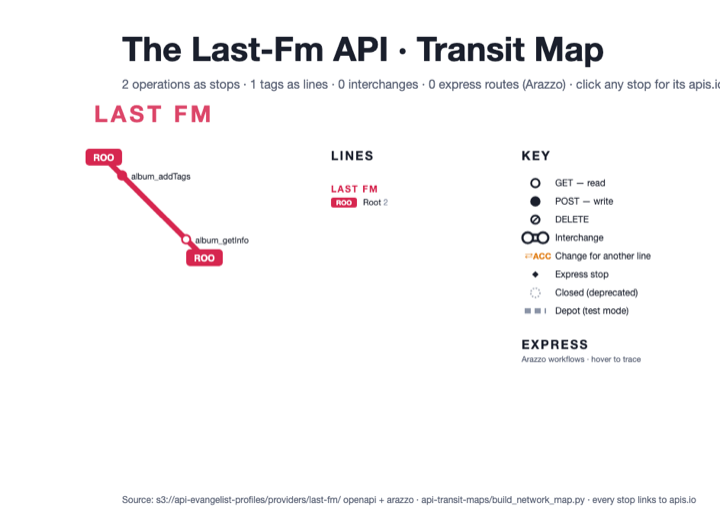 The Last-Fm API · Transit Map
2 operations as stops · 1 tags as lines · 0 interchanges · 0 express routes (Arazzo) · click any stop for its apis.io
LAST FM
ROO
album_addTags
album_getInfo
ROO
LINES
LAST FM
ROO Root 2
KEY
GET — read
POST — write
DELETE
Interchange
⇄ACC Change for another line
Express stop
Closed (deprecated)
Depot (test mode)
EXPRESS
Arazzo workflows · hover to trace
Source: s3://api-evangelist-profiles/providers/last-fm/ openapi + arazzo · api-transit-maps/build_network_map.py · every stop links to apis.io